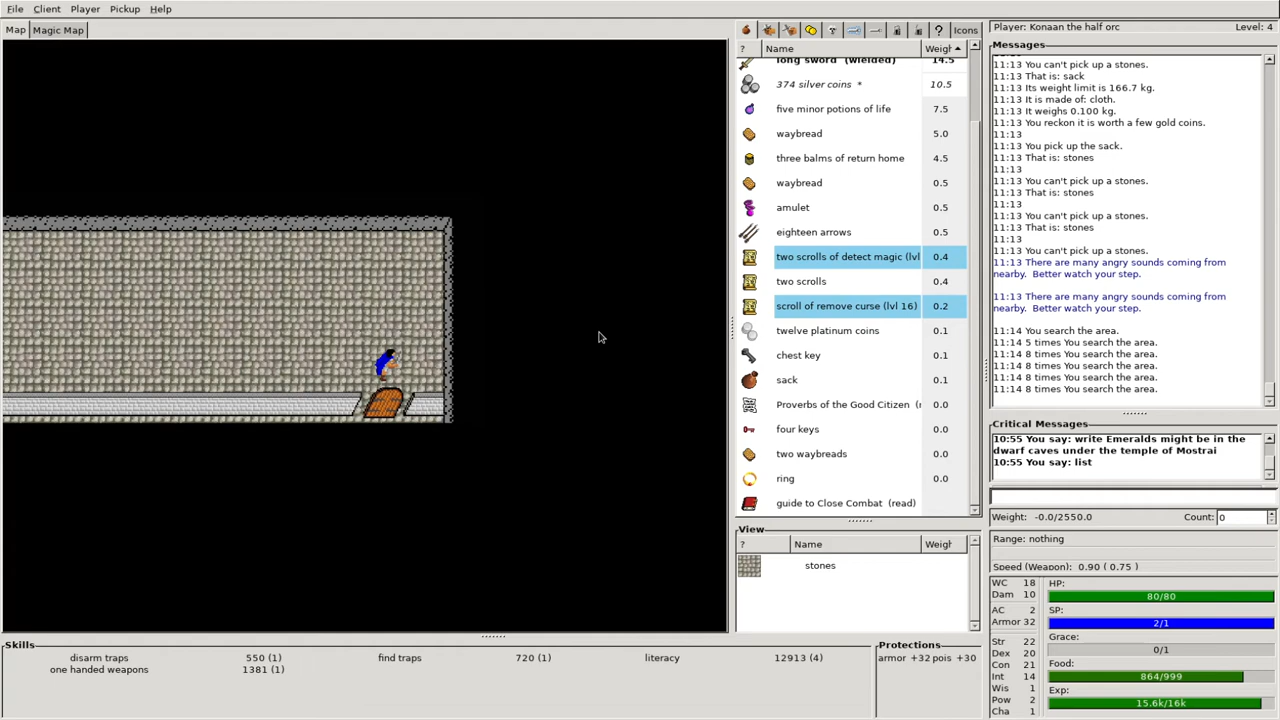 File Client Player Pickup Help
Map Magic Map
Icons
? Name Weigh
long sword (wielded) 14.5
374 silver coins * 10.5
five minor potions of life 7.5
waybread 5.0
three balms of return home 4.5
waybread 0.5
amulet 0.5
eighteen arrows 0.5
two scrolls of detect magic (lvl 0.4
two scrolls 0.4
scroll of remove curse (lvl 16) 0.2
twelve platinum coins 0.1
chest key 0.1
sack 0.1
Proverbs of the Good Citizen (r 0.0
four keys 0.0
two waybreads 0.0
ring 0.0
guide to Close Combat (read)
View
? Name Weigh
stones
Player: Konaan the half orc Level: 4
Messages
11:13 You can't pick up a stones.
11:13 That is: sack
11:13 Its weight limit is 166.7 kg.
11:13 It is made of: cloth.
11:13 It weighs 0.100 kg.
11:13 You reckon it is worth a few gold coins.
11:13
11:13 You pick up the sack.
11:13 That is: stones
11:13
11:13 You can't pick up a stones.
11:13 That is: stones
11:13
11:13 You can't pick up a stones.
11:13 That is: stones
11:13
11:13 You can't pick up a stones.
11:13 There are many angry sounds coming from
nearby. Better watch your step.
11:13 There are many angry sounds coming from
nearby. Better watch your step.
11:14 You search the area.
11:14 5 times You search the area.
11:14 8 times You search the area.
11:14 8 times You search the area.
11:14 8 times You search the area.
11:14 8 times You search the area.
Critical Messages
10:55 You say: write Emeralds might be in the
dwarf caves under the temple of Mostrai
10:55 You say: list
Weight: -0.0/2550.0 Count: 0
Range: nothing
Speed (Weapon): 0.90 ( 0.75 )
WC 18
Dam 10
AC 2
Armor 32
Str 22
Dex 20
Con 21
Int 14
Wis 1
Pow 2
Cha 1
HP:
80/80
SP:
2/1
Grace:
0/1
Food:
864/999
Exp:
15.6k/16k
Skills
disarm traps 550 (1) find traps 720 (1) literacy 12913 (4)
one handed weapons 1381 (1)
Protections
armor +32 pois +30